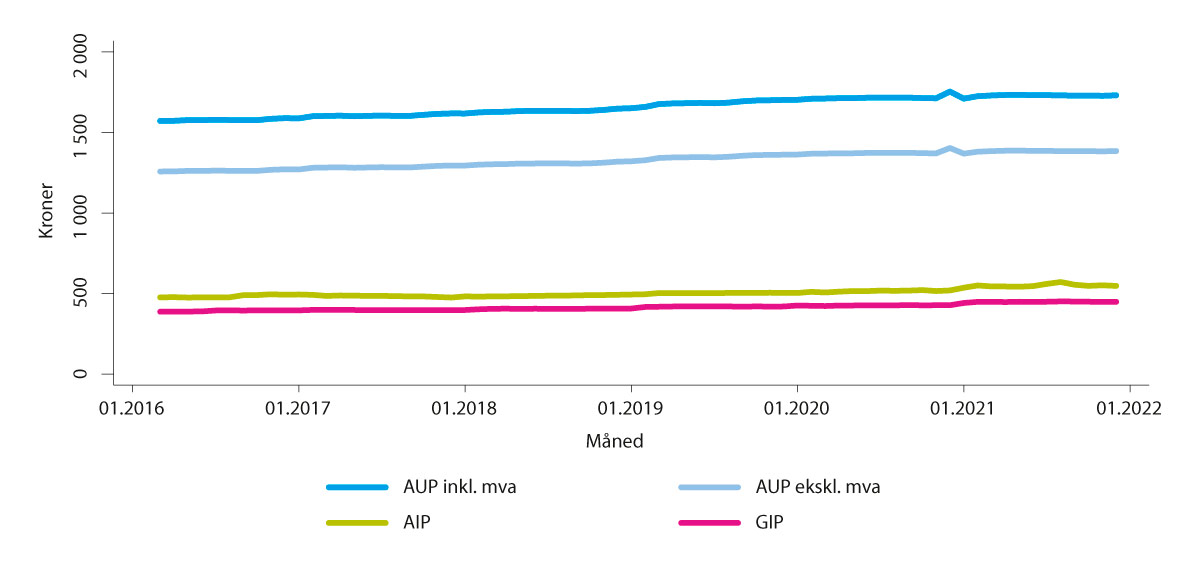 2 000
1 500
1 000
500
0
Kroner
01.2016 01.2017 01.2018 01.2019 01.2020 01.2021 01.2022
Måned
AUP inkl. mva AUP ekskl. mva
AIP GIP